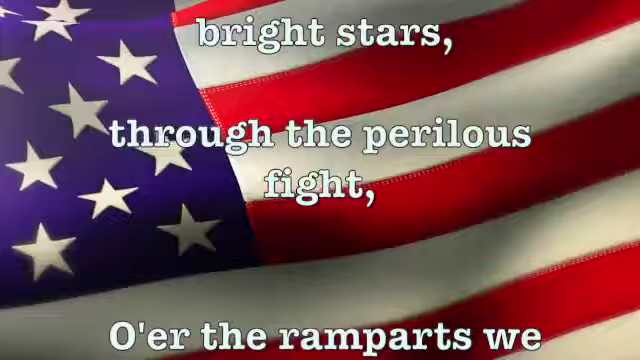 bright stars,
through the perilous
fight,
O'er the ramparts we